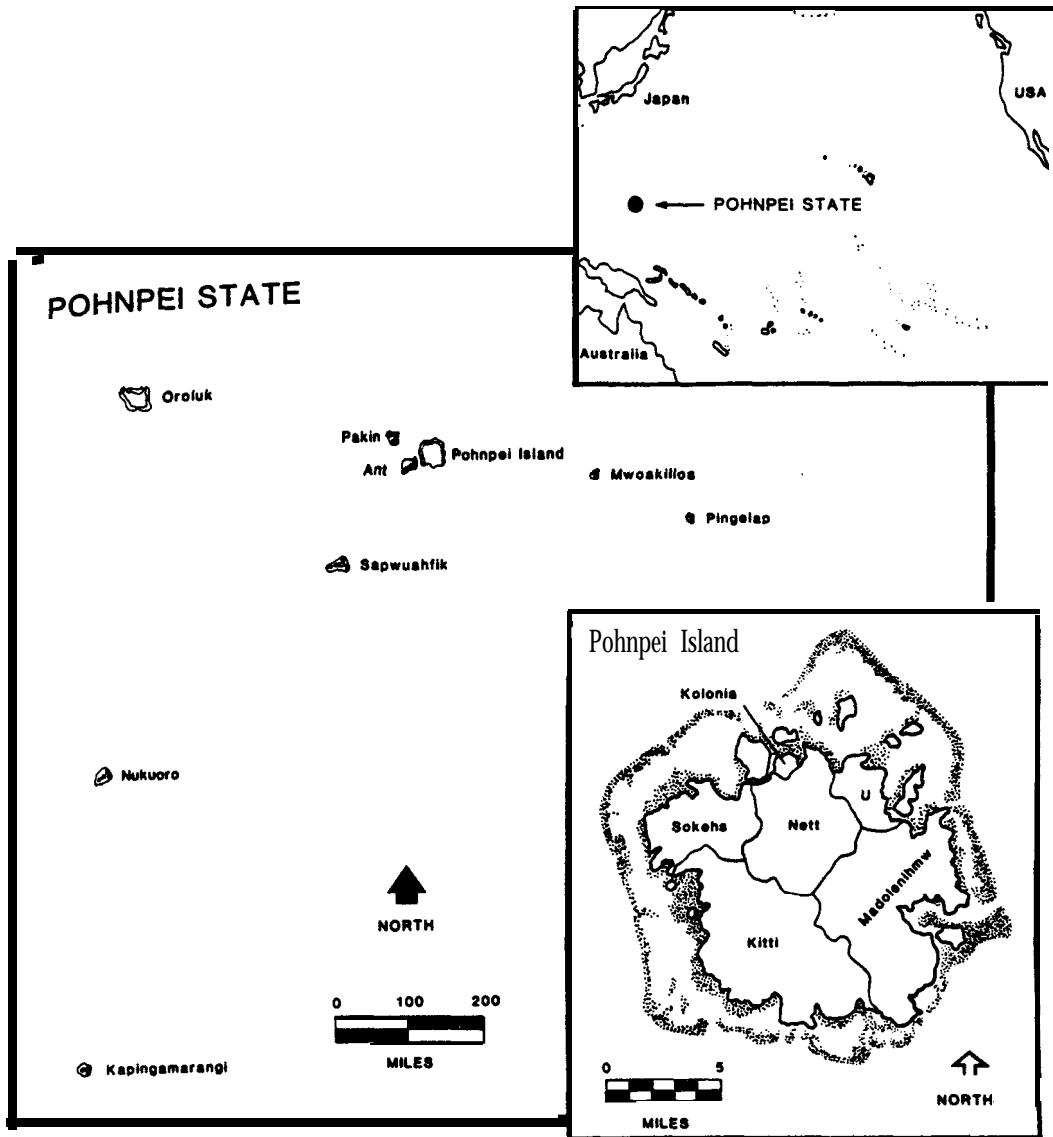 Japan
USA
POHNPEI STATE
Australia
POHNPEI STATE
Oroluk
Pakin
Pohnpei Island
Ant
Mwoakilloa
Pingelap
Sapwuahfik
Nukuoro
NORTH
0 100 200
MILES
Kapingamarangi
Pohnpei Island
Kolonia
U
Sokehs
Nett
Madolenihmw
Kitti
0 5
MILES
NORTH